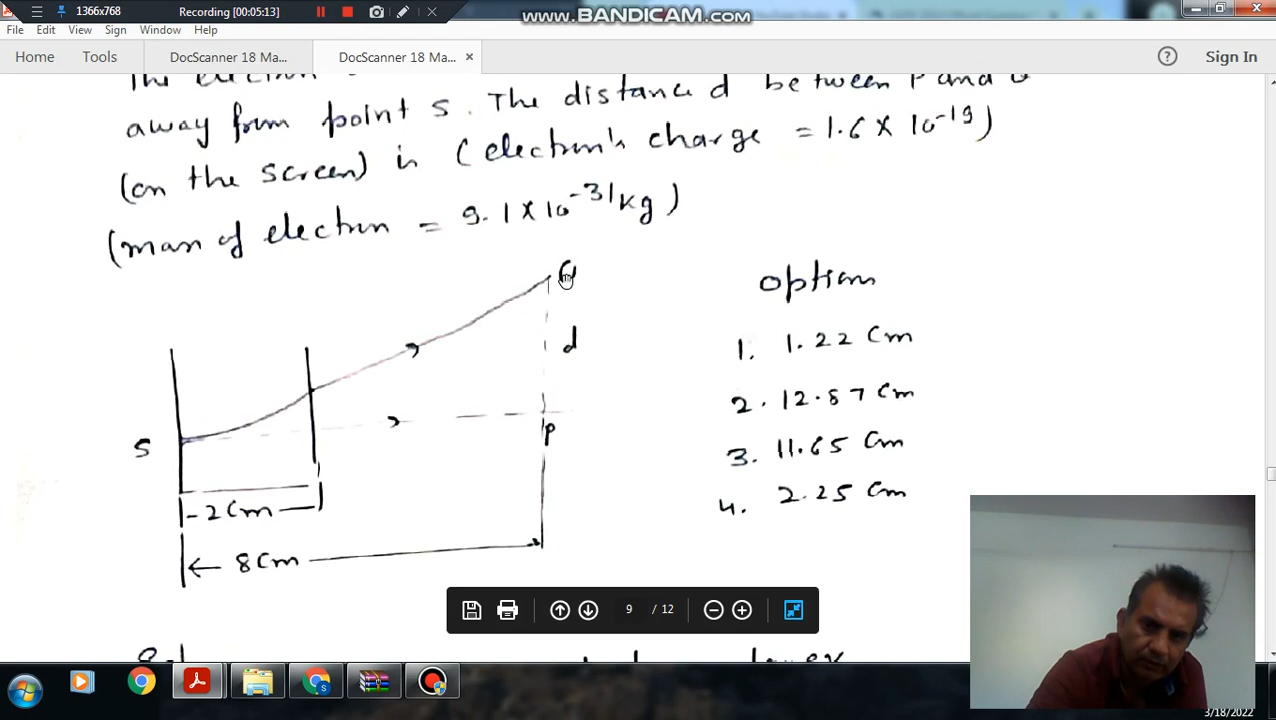 1366x768
Recording [00:05:13]
www.BANDICAM.com
File Edit View Sign Window Help
Home Tools DocScanner 18 Ma... DocScanner 18 Ma... ×
? Sign In
away from point S. The distance d between P and Q
(on the screen) is (electron's charge = 1.6 × 10⁻¹⁹)
(mass of electron = 9.1 × 10⁻³¹ kg)
Q
option
d
1. 1.22 Cm
2. 12.87 Cm
P
S
3. 11.65 Cm
4. 2.25 Cm
2 Cm
8 Cm
9 / 12
3/18/2022